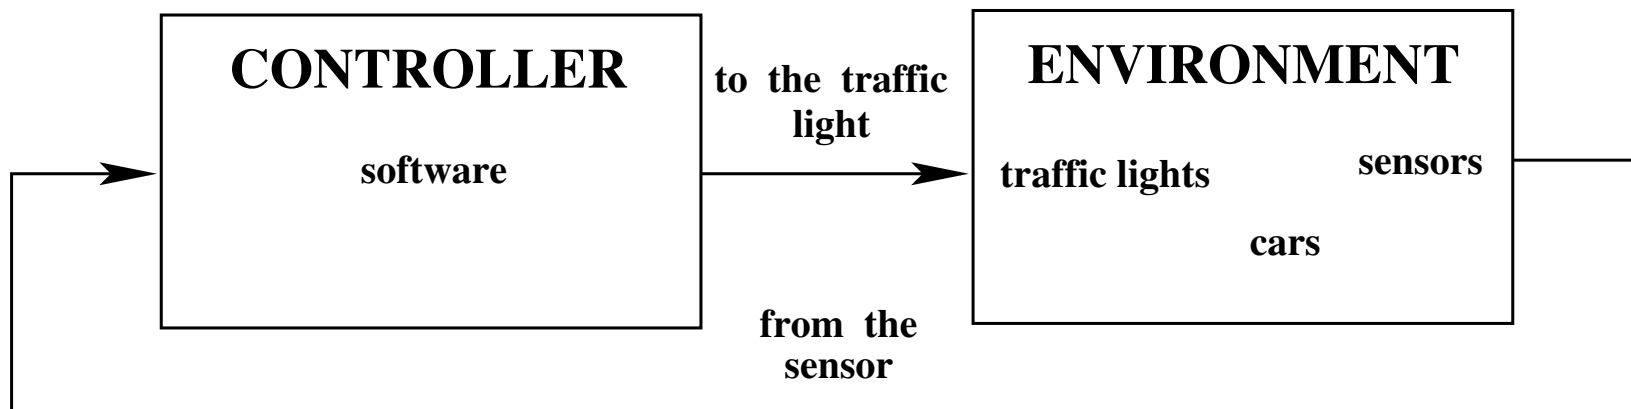 CONTROLLER
software
to the traffic
light
from the
sensor
ENVIRONMENT
traffic lights
sensors
cars